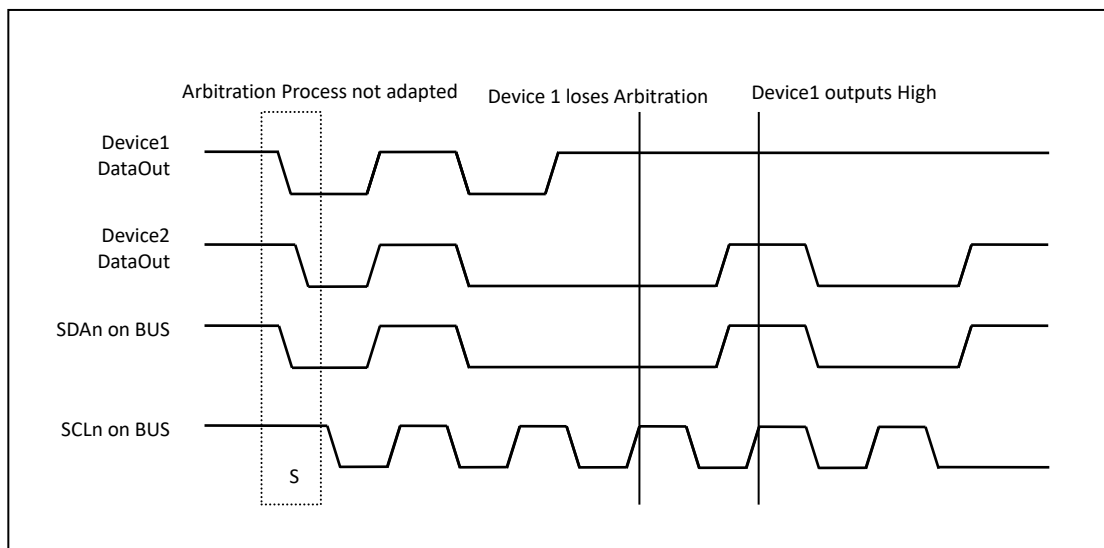 Arbitration Process not adapted
Device 1 loses Arbitration
Device1 outputs High
Device1
DataOut
Device2
DataOut
SDAn on BUS
SCLn on BUS
S